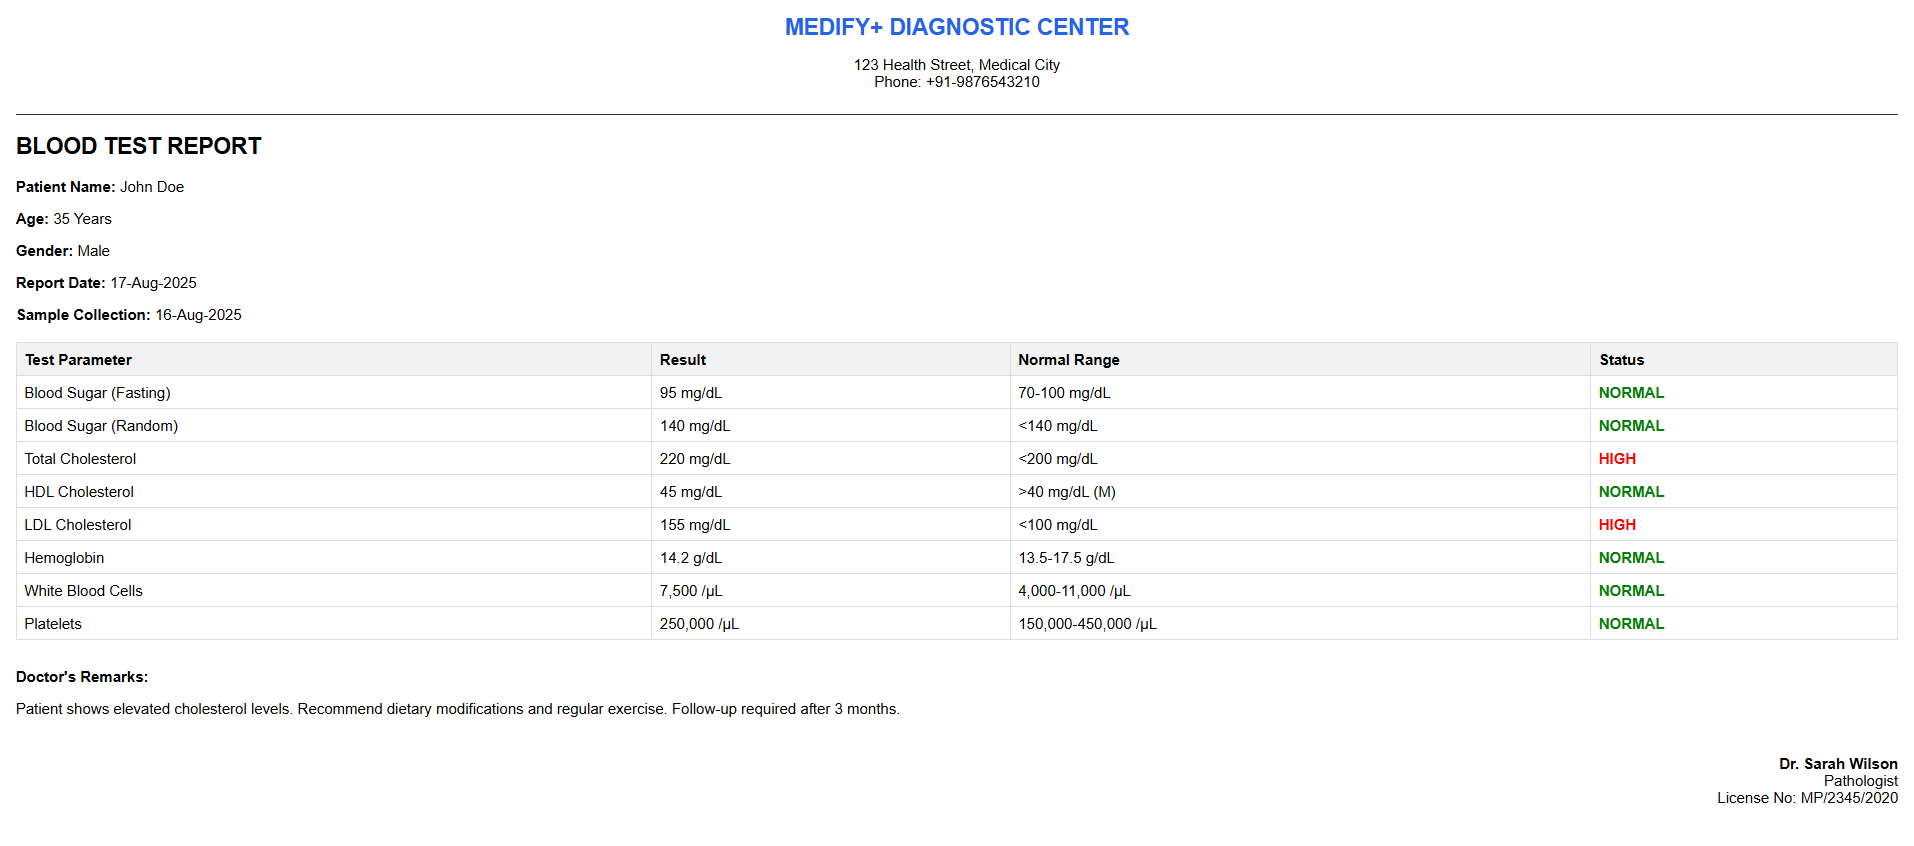 MEDIFY+ DIAGNOSTIC CENTER
123 Health Street, Medical City
Phone: +91-9876543210
BLOOD TEST REPORT
Patient Name: John Doe
Age: 35 Years
Gender: Male
Report Date: 17-Aug-2025
Sample Collection: 16-Aug-2025
Test Parameter Result Normal Range Status
Blood Sugar (Fasting) 95 mg/dL 70-100 mg/dL NORMAL
Blood Sugar (Random) 140 mg/dL <140 mg/dL NORMAL
Total Cholesterol 220 mg/dL <200 mg/dL HIGH
HDL Cholesterol 45 mg/dL >40 mg/dL (M) NORMAL
LDL Cholesterol 155 mg/dL <100 mg/dL HIGH
Hemoglobin 14.2 g/dL 13.5-17.5 g/dL NORMAL
White Blood Cells 7,500 /μL 4,000-11,000 /μL NORMAL
Platelets 250,000 /μL 150,000-450,000 /μL NORMAL
Doctor's Remarks:
Patient shows elevated cholesterol levels. Recommend dietary modifications and regular exercise. Follow-up required after 3 months.
Dr. Sarah Wilson
Pathologist
License No: MP/2345/2020